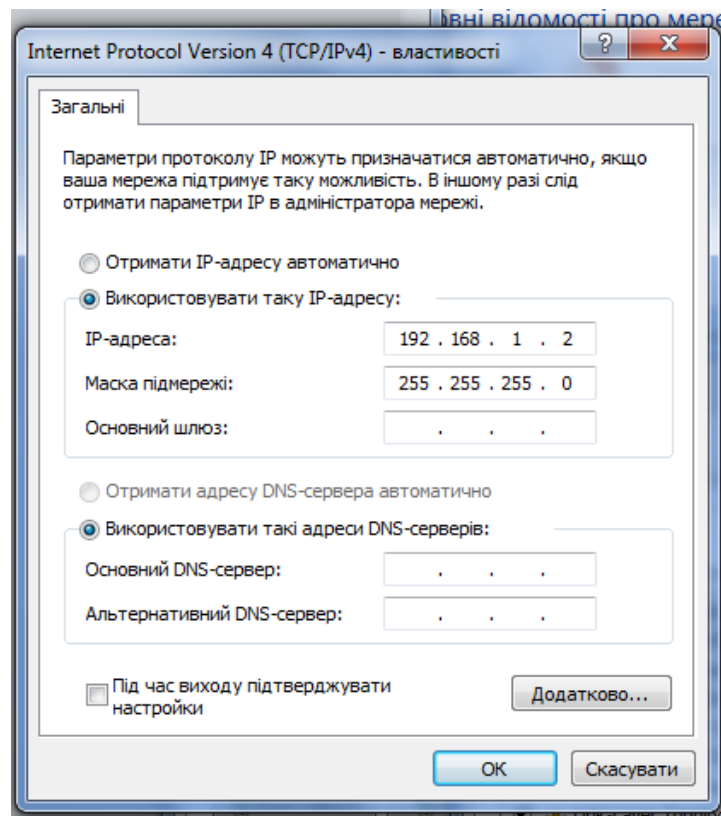 овні відомості про мере
Internet Protocol Version 4 (TCP/IPv4) - властивості
Загальні
Параметри протоколу IP можуть призначатися автоматично, якщо
ваша мережа підтримує таку можливість. В іншому разі слід
отримати параметри IP в адміністратора мережі.
Отримати IP-адресу автоматично
Використовувати таку IP-адресу:
IP-адреса: 192 . 168 . 1 . 2
Маска підмережі: 255 . 255 . 255 . 0
Основний шлюз: . . .
Отримати адресу DNS-сервера автоматично
Використовувати такі адреси DNS-серверів:
Основний DNS-сервер: . . .
Альтернативний DNS-сервер: . . .
Під час виходу підтверджувати
настройки
Додатково...
ОК
Скасувати